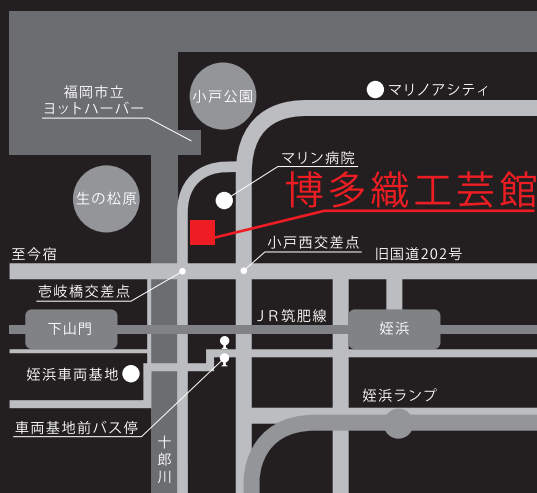 福岡市立
ヨットハーバー
小戸公園
マリノアシティ
マリン病院
生の松原
博多織工芸館
小戸西交差点
至今宿
旧国道202号
壱岐橋交差点
JR筑肥線
下山門
姪浜
姪浜車両基地
姪浜ランプ
車両基地前バス停
十郎川